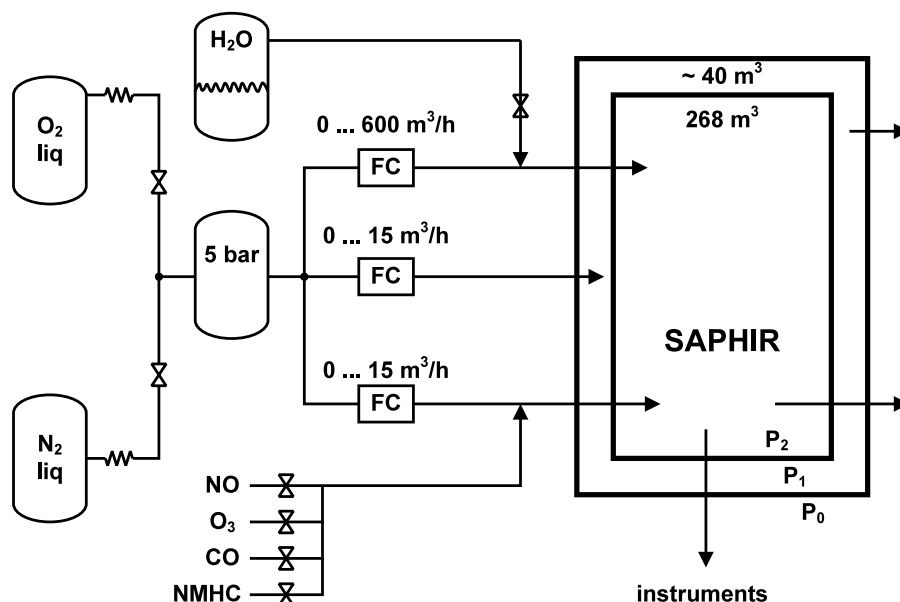 H₂O
~ 40 m³
268 m³
O₂
liq
0 ... 600 m³/h
FC
0 ... 15 m³/h
5 bar
FC
SAPHIR
0 ... 15 m³/h
FC
N₂
liq
P₂
P₁
P₀
NO
O₃
CO
NMHC
instruments